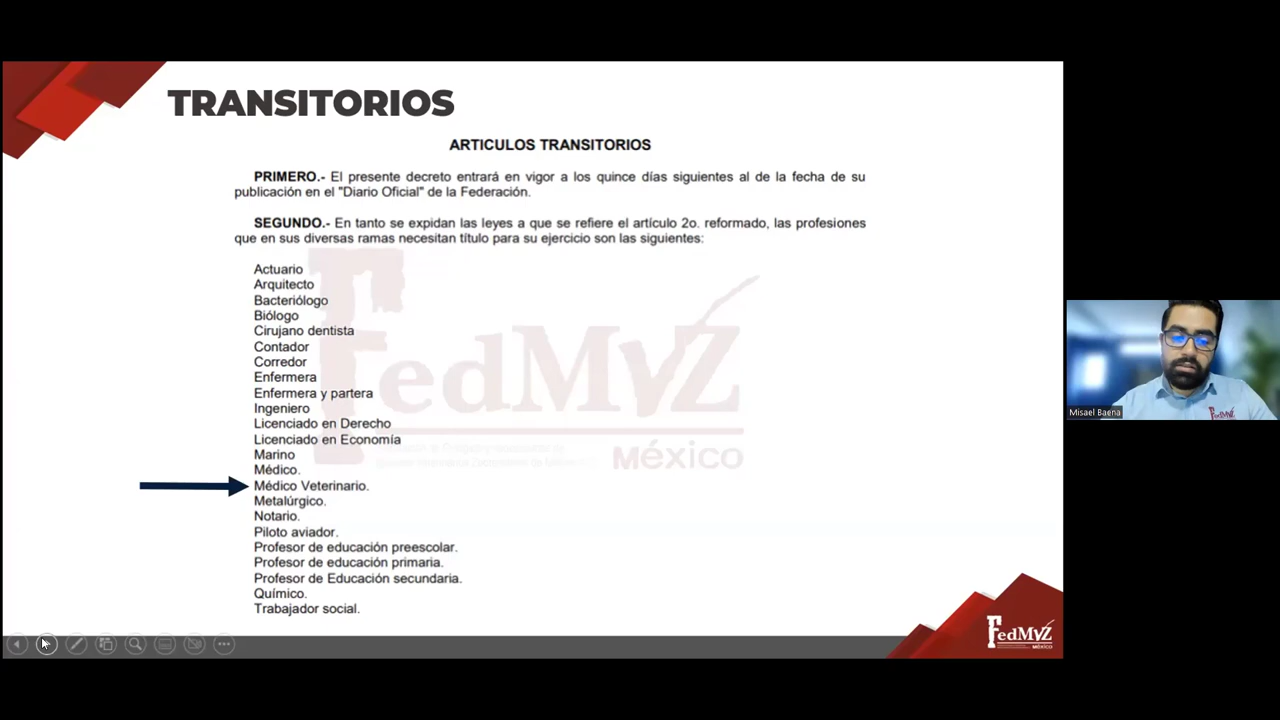 TRANSITORIOS
ARTICULOS TRANSITORIOS
PRIMERO.- El presente decreto entrará en vigor a los quince días siguientes al de la fecha de su
publicación en el "Diario Oficial" de la Federación.
SEGUNDO.- En tanto se expidan las leyes a que se refiere el artículo 2o. reformado, las profesiones
que en sus diversas ramas necesitan título para su ejercicio son las siguientes:
Actuario
Arquitecto
Bacteriólogo
Biólogo
Cirujano dentista
Contador
Corredor
Enfermera
Enfermera y partera
Ingeniero
Licenciado en Derecho
Licenciado en Economía
Marino
Médico.
Médico Veterinario.
Metalúrgico.
Notario.
Piloto aviador.
Profesor de educación preescolar.
Profesor de educación primaria.
Profesor de Educación secundaria.
Químico.
Trabajador social.
FedMVZ
México
FedMVZ
MÉXICO
Misael Baena
FedMVZ